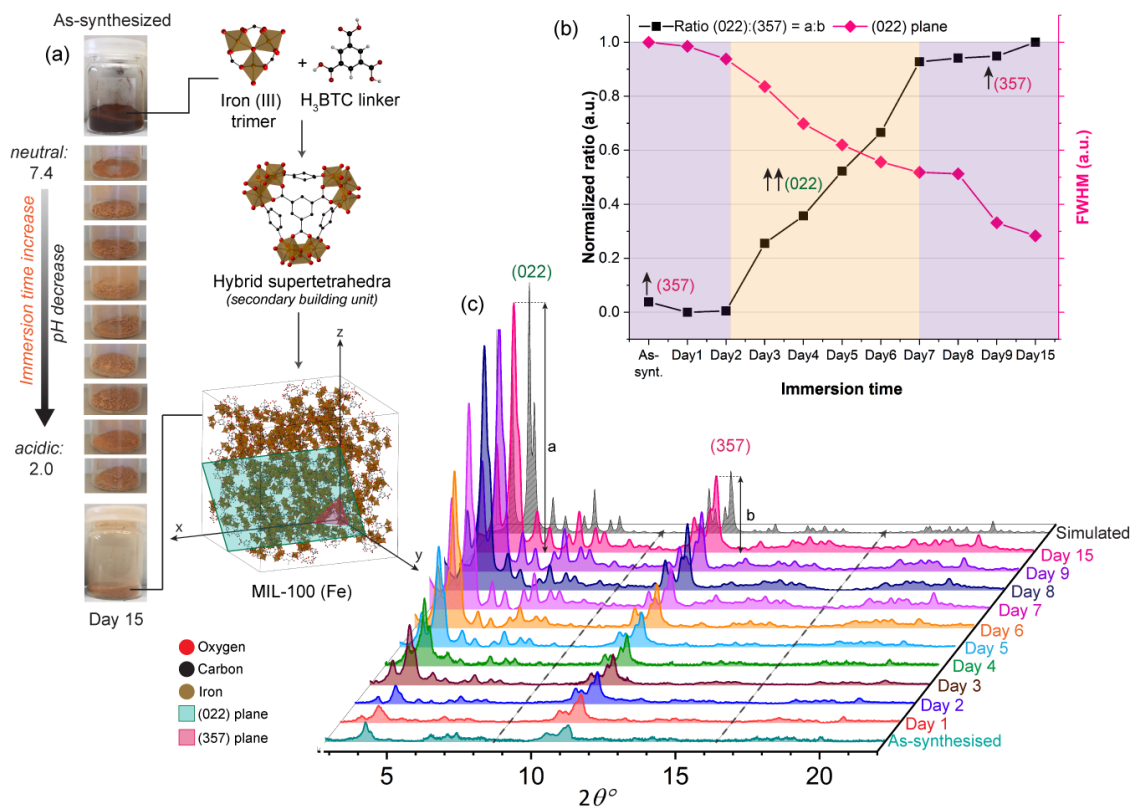 As-synthesized
(a)
Iron (III)
trimer
+
H₃BTC linker
neutral:
7.4
Immersion time increase
pH decrease
acidic:
2.0
Hybrid supertetrahedra
(secondary building unit)
z
x
y
MIL-100 (Fe)
Day 15
Oxygen
Carbon
Iron
(022) plane
(357) plane
(b)
Ratio (022):(357) = a:b
(022) plane
Normalized ratio (a.u.)
1.0
0.8
0.6
0.4
0.2
0.0
(357)
(022)
(357)
FWHM (a.u.)
As-
synt.
Day1
Day2
Day3
Day4
Day5
Day6
Day7
Day8
Day9
Day15
Immersion time
(c)
(022)
a
(357)
b
Simulated
Day 15
Day 9
Day 8
Day 7
Day 6
Day 5
Day 4
Day 3
Day 2
Day 1
As-synthesised
5
10
15
20
2θ°